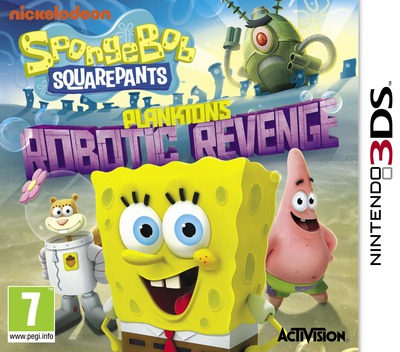 nickelodeon
SpongeBob
SQUAREPANTS
PLANKTONS
ROBOTIC REVENGE
NINTENDO 3DS
7
www.pegi.info
ACTIVISION